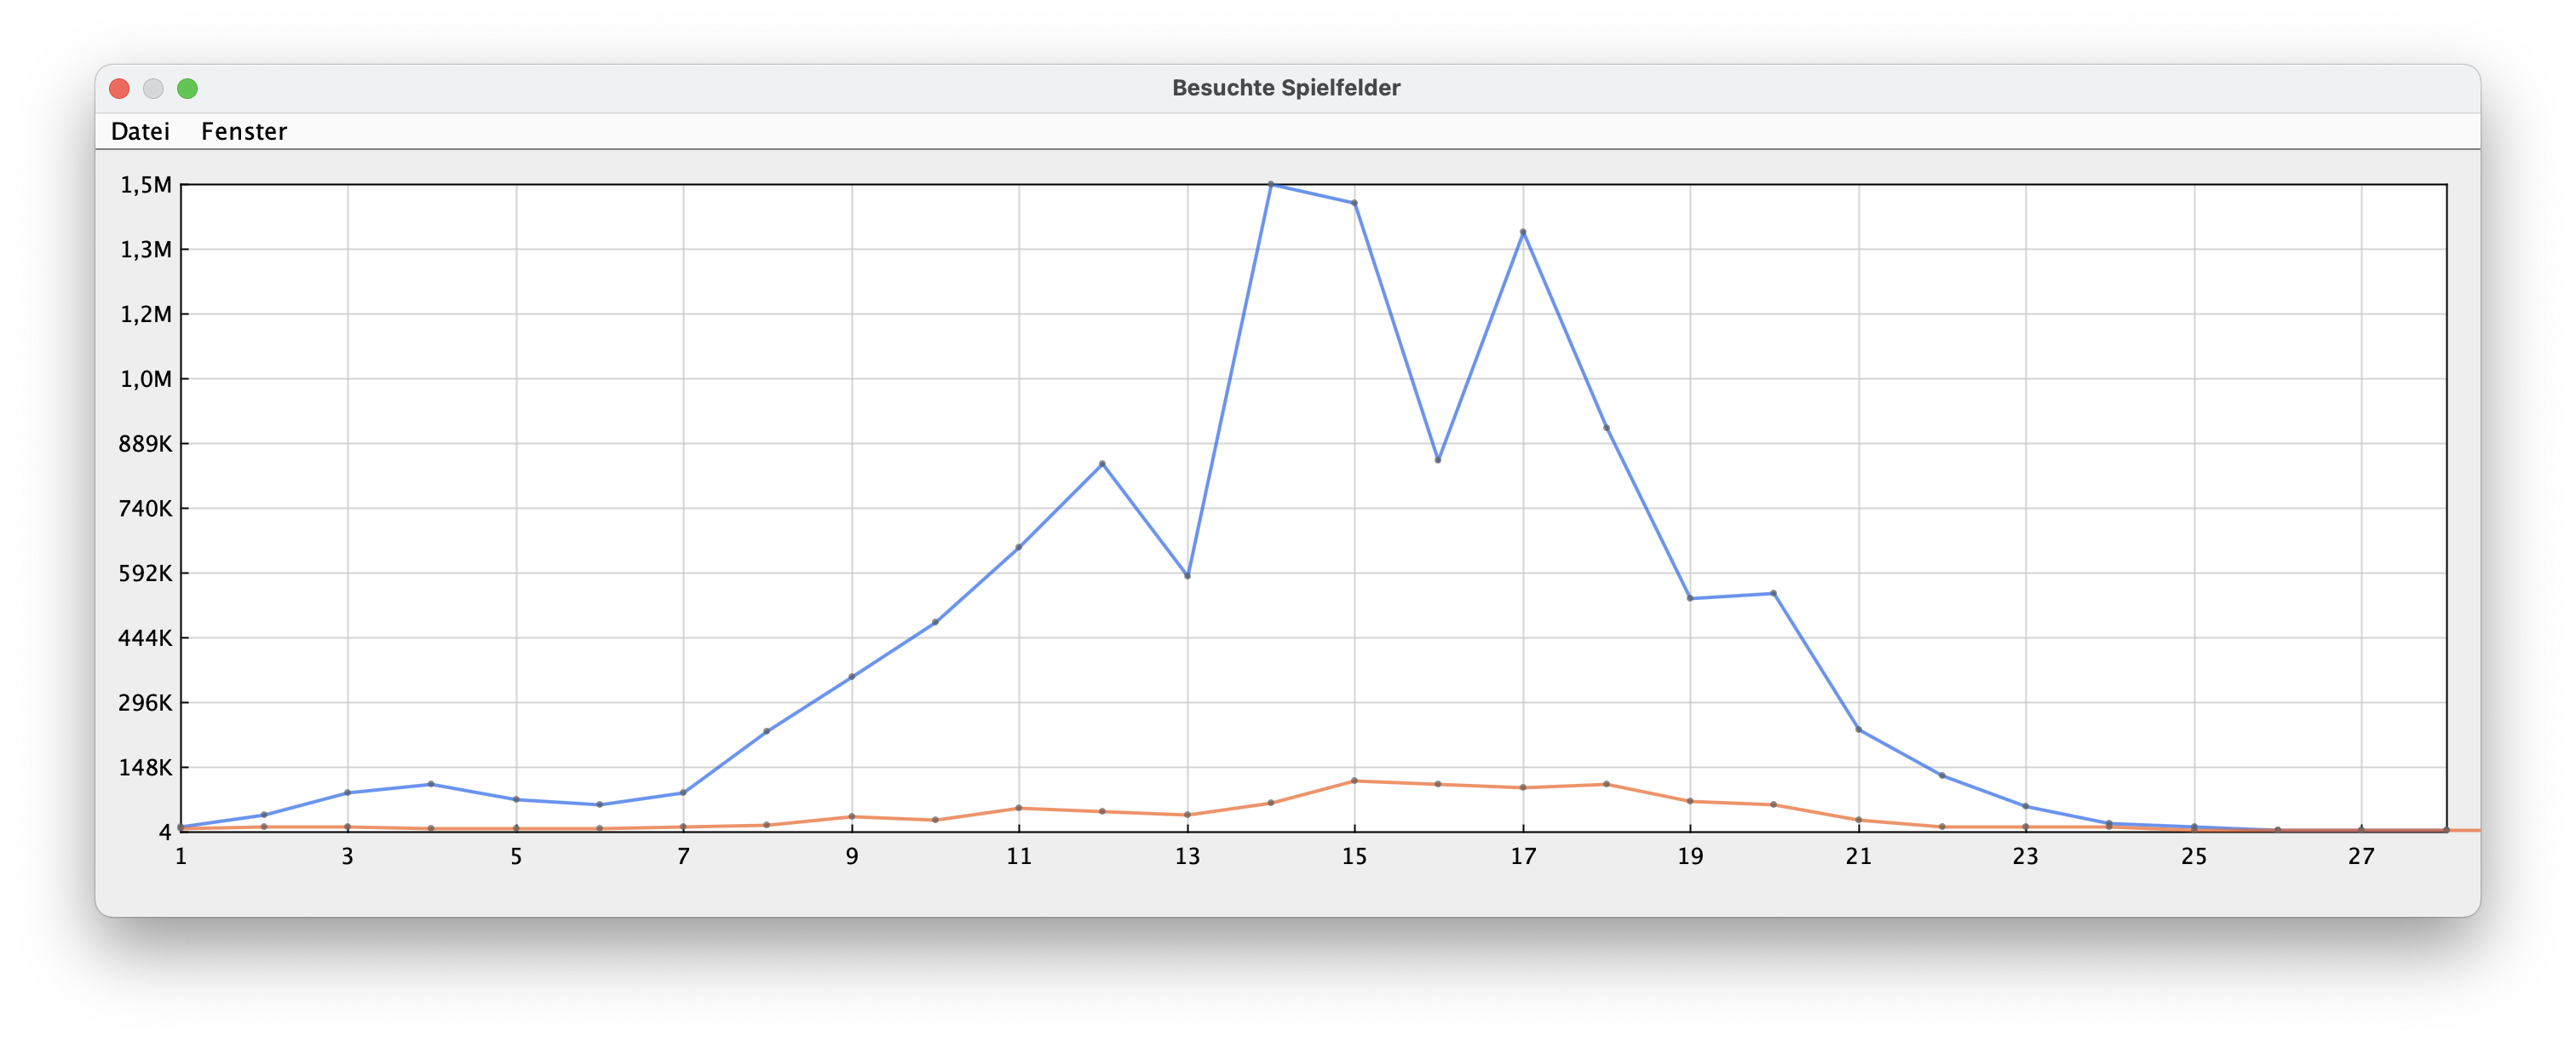 Besuchte Spielfelder
Datei Fenster
1,5M
1,3M
1,2M
1,0M
889K
740K
592K
444K
296K
148K
4
1 3 5 7 9 11 13 15 17 19 21 23 25 27